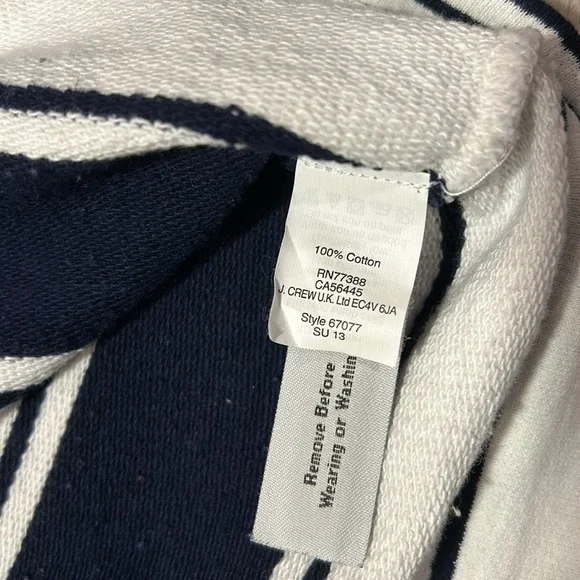 100% Cotton
RN77388
CA56445
J. CREW U.K. Ltd EC4V 6JA
Style 67077
SU 13
Remove Before
Wearing or Washin